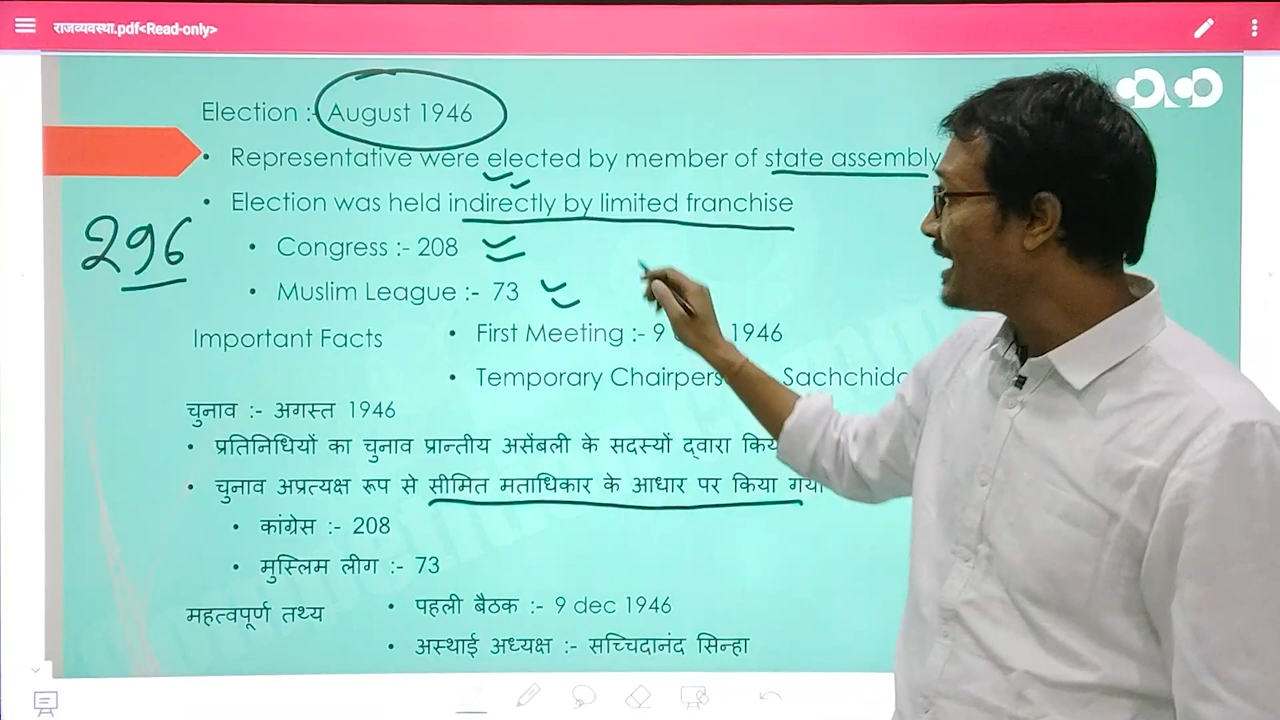 राजव्यवस्था.pdf<Read-only>
Election :- August 1946
• Representative were elected by member of state assembly
• Election was held indirectly by limited franchise
296
• Congress :- 208
• Muslim League :- 73
Important Facts
• First Meeting :- 9 1946
• Temporary
चुनाव :- अगस्त 1946
• प्रतिनिधियों का चुनाव प्रान्तीय असेंबली के सदस्यों द्वारा
• चुनाव अप्रत्यक्ष रूप से सीमित मताधिकार के आधार पर किया गया
• कांग्रेस :- 208
• मुस्लिम लीग :- 73
महत्वपूर्ण तथ्य
• पहली बैठक :- 9 dec 1946
• अस्थाई अध्यक्ष :- सच्चिदानंद सिन्हा